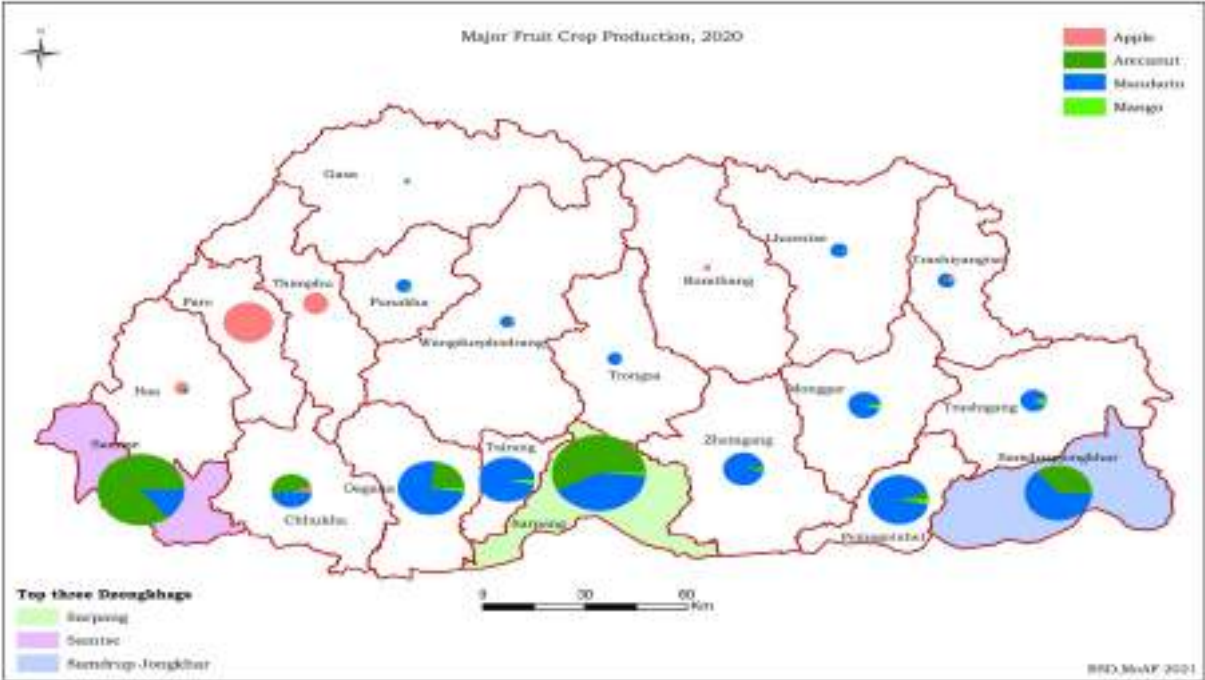 N
Major Fruit Crop Production, 2020
Apple
Arecanut
Mandarin
Mango
Gasa
Lhuentse
Trashiyangtse
Thimphu
Bumthang
Paro
Punakha
Wangduephodrang
Haa
Trongsa
Monggar
Trashigang
Samtse
Tsirang
Zhemgang
Samdrupjongkhar
Dagana
Chhukha
Sarpang
Top three Dzongkhags
0 30 60
Km
Sarpang
Samtse
Samdrup Jongkhar
RSD,MoAF 2021